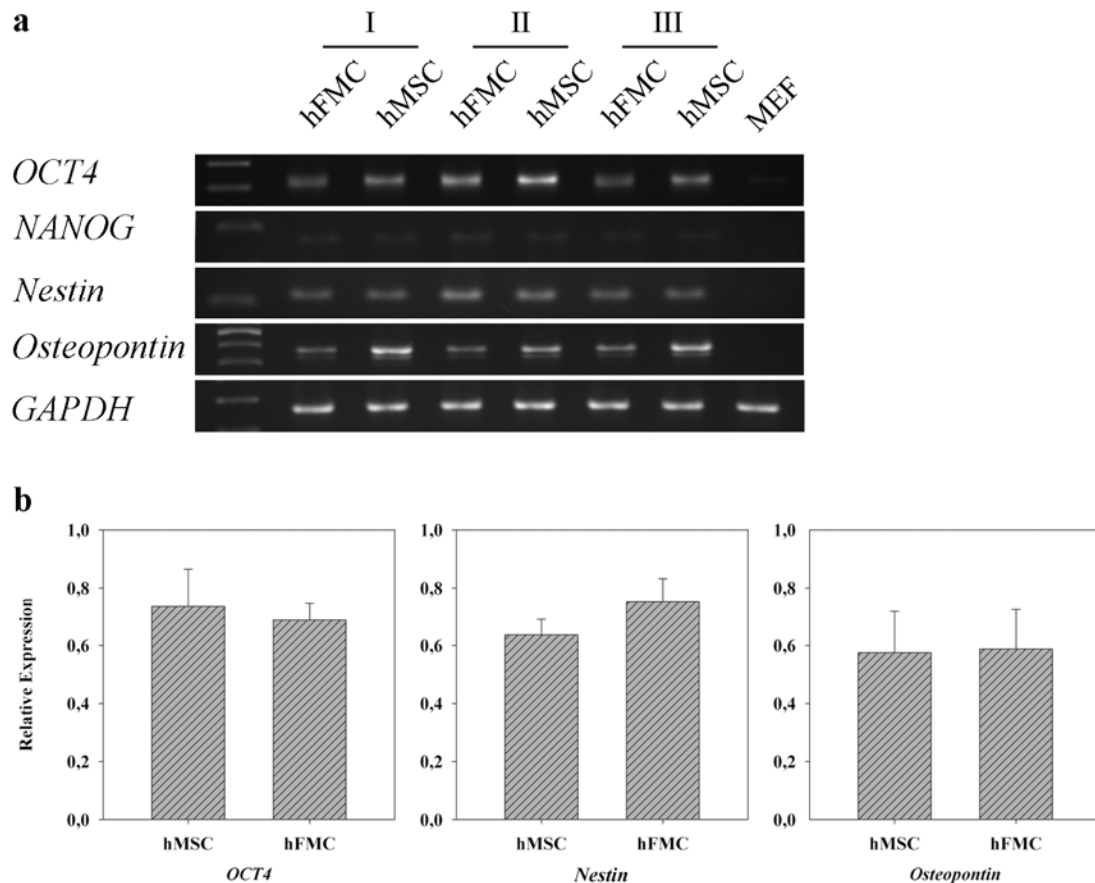 a
I II III
hFMC hMSC hFMC hMSC hFMC hMSC MEF
OCT4
NANOG
Nestin
Osteopontin
GAPDH
b
Relative Expression
1,0
0,8
0,6
0,4
0,2
0,0
hMSC hFMC
OCT4
1,0
0,8
0,6
0,4
0,2
0,0
hMSC hFMC
Nestin
1,0
0,8
0,6
0,4
0,2
0,0
hMSC hFMC
Osteopontin